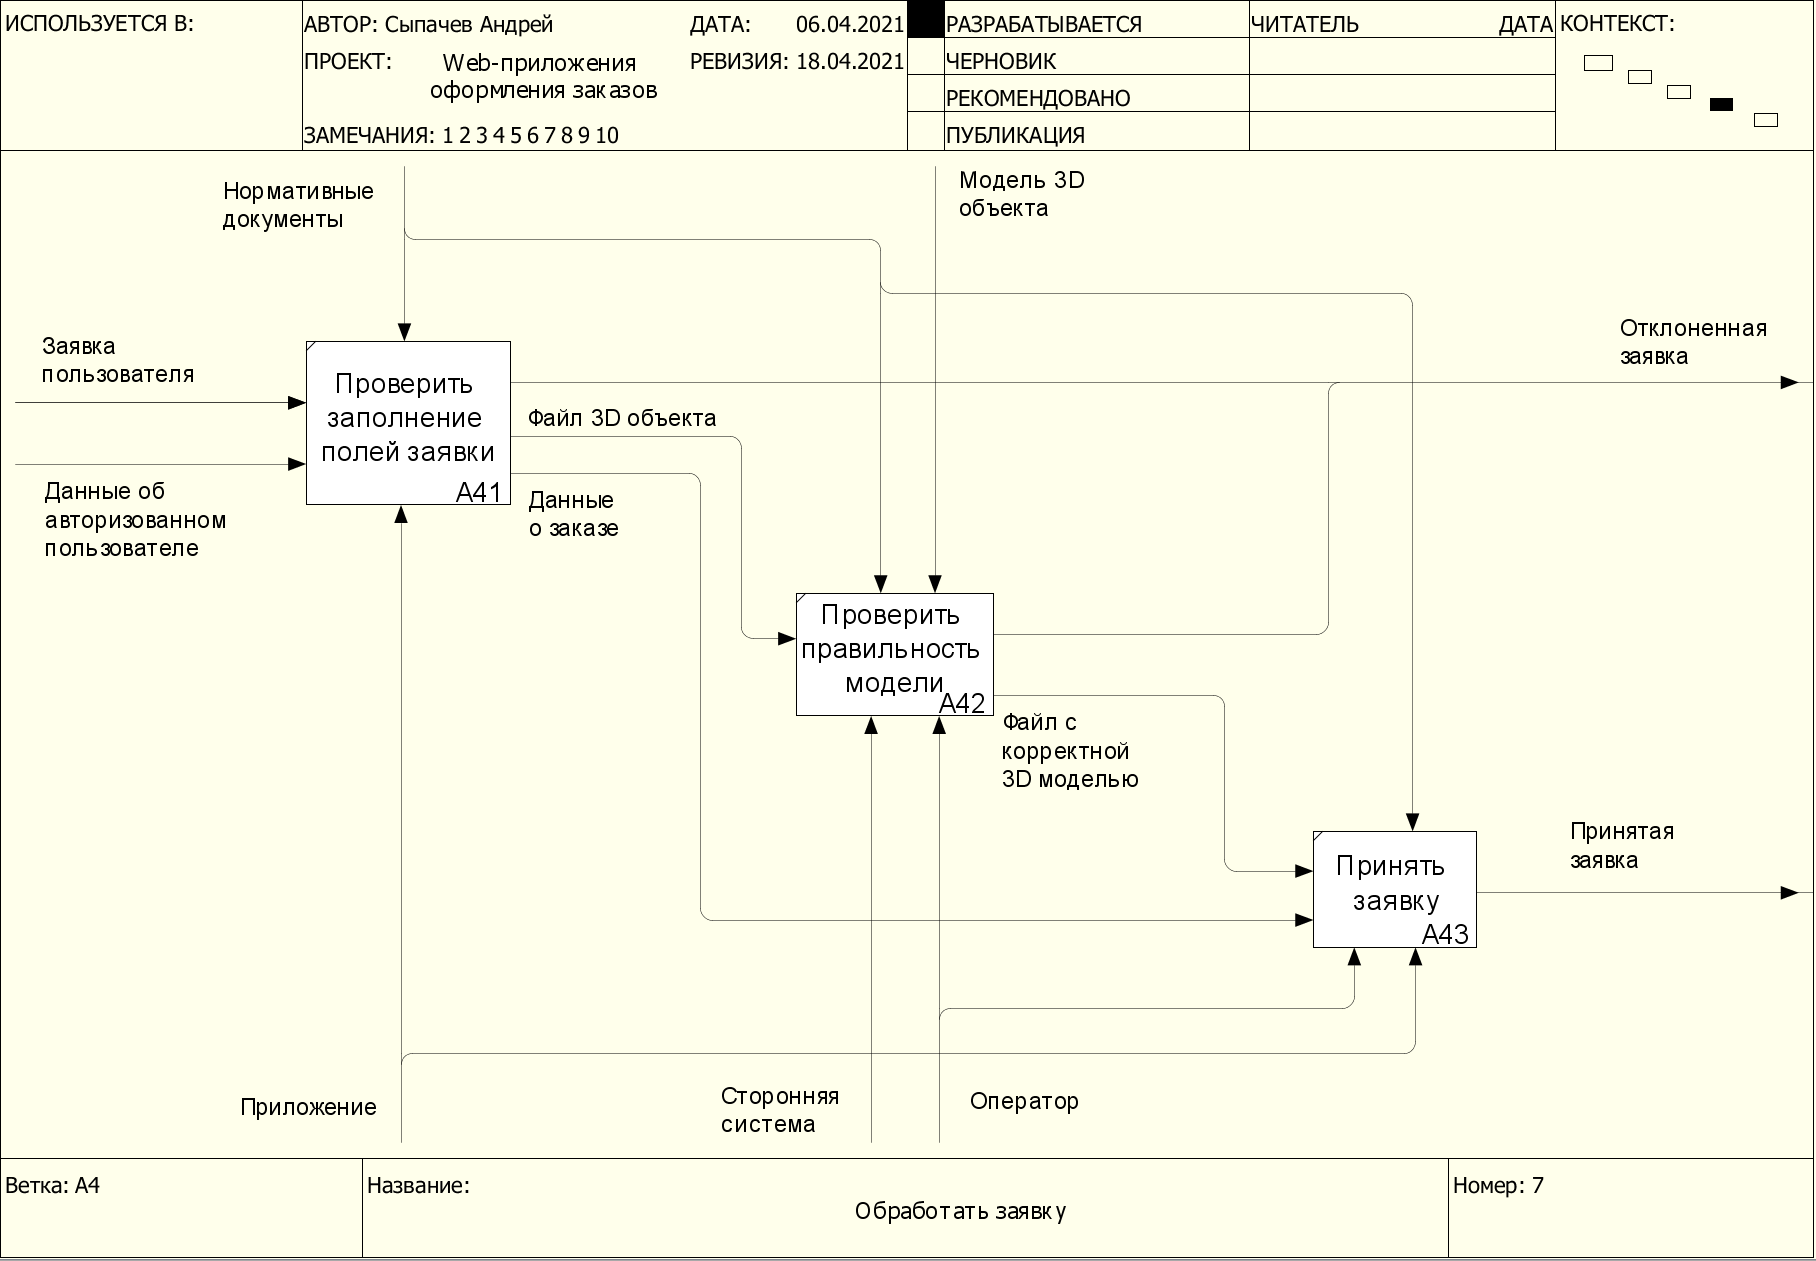 ИСПОЛЬЗУЕТСЯ В:
АВТОР: Сыпачев Андрей
ДАТА: 06.04.2021
ПРОЕКТ: Web-приложения
оформления заказов
РЕВИЗИЯ: 18.04.2021
ЗАМЕЧАНИЯ: 1 2 3 4 5 6 7 8 9 10
РАЗРАБАТЫВАЕТСЯ
ЧЕРНОВИК
РЕКОМЕНДОВАНО
ПУБЛИКАЦИЯ
ЧИТАТЕЛЬ
ДАТА
КОНТЕКСТ:
Нормативные
документы
Модель 3D
объекта
Заявка
пользователя
Данные об
авторизованном
пользователе
Проверить
заполнение
полей заявки
A41
Файл 3D объекта
Данные
о заказе
Отклоненная
заявка
Проверить
правильность
модели
A42
Файл с
корректной
3D моделью
Принять
заявку
A43
Принятая
заявка
Приложение
Сторонняя
система
Оператор
Ветка: A4
Название:
Обработать заявку
Номер: 7